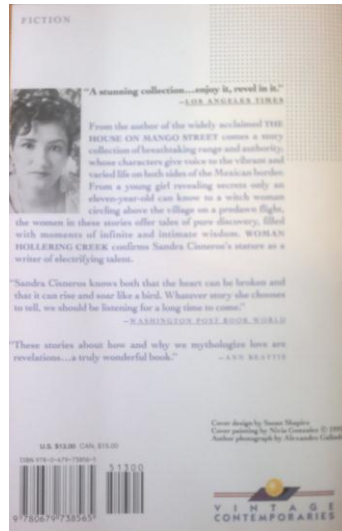 FICTION
"A stunning collection...enjoy it, revel in it."
—LOS ANGELES TIMES
From the author of the widely acclaimed THE
HOUSE ON MANGO STREET comes a story
collection of breathtaking range and authority,
whose characters give voice to the vibrant and
varied life on both sides of the Mexican border.
From a young girl revealing secrets only an
eleven-year-old can know to a witch woman
circling above the village on a predawn flight,
the women in these stories offer tales of pure discovery, filled
with moments of infinite and intimate wisdom. WOMAN
HOLLERING CREEK confirms Sandra Cisneros's stature as a
writer of electrifying talent.
"Sandra Cisneros knows both that the heart can be broken and
that it can rise and soar like a bird. Whatever story she chooses
to tell, we should be listening for a long time to come."
—WASHINGTON POST BOOK WORLD
"These stories about how and why we mythologize love are
revelations...a truly wonderful book." —ANN BEATTIE
Cover design by Susan Shapiro
Cover painting by Nivia Gonzalez ©
Author photograph by
U.S. $13.00 CAN. $15.00
ISBN 978-0-679-73856-5
51300
9 780679 738565
VINTAGE
CONTEMPORARIES